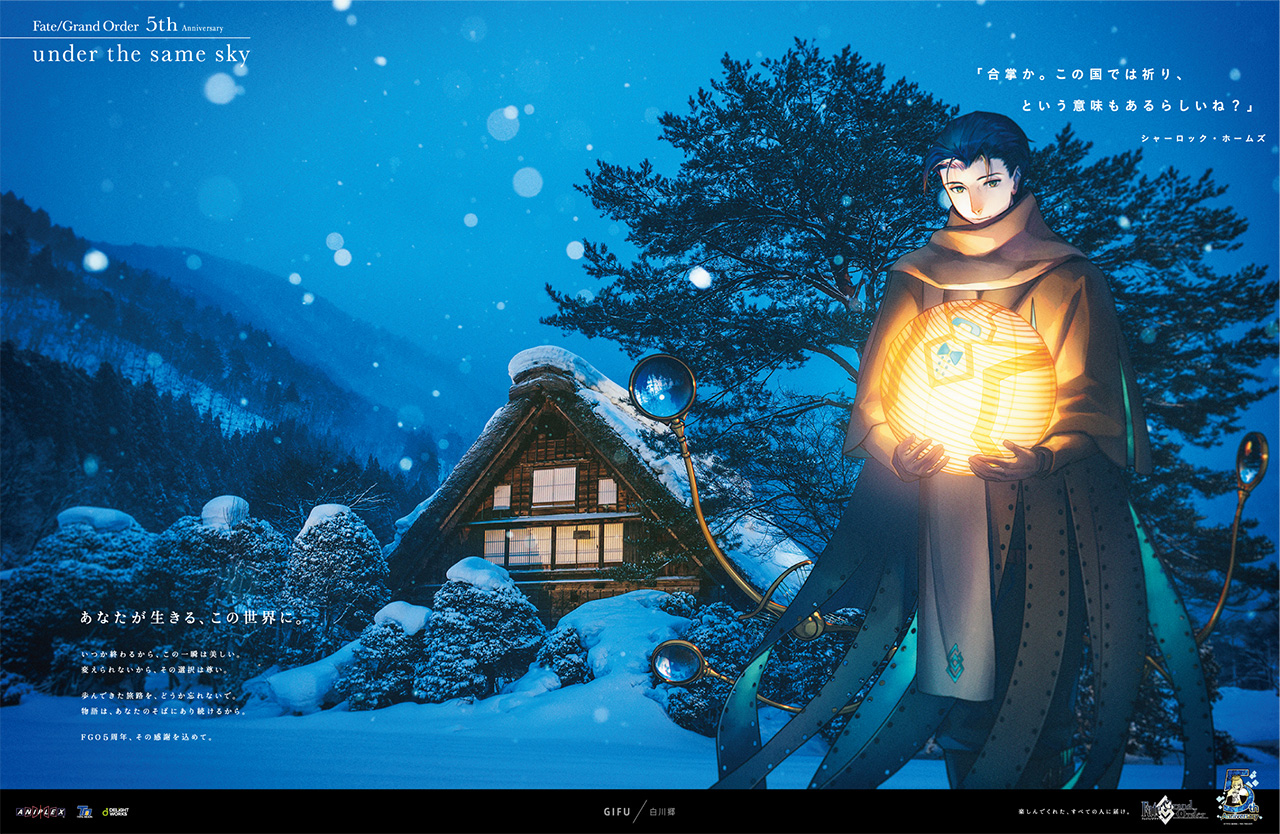 Fate/Grand Order 5th Anniversary
under the same sky
「合掌か。この国では祈り、
という意味もあるらしいね？」
シャーロック・ホームズ
あなたが生きる、この世界に。
いつか終わるから、この一瞬は美しい。
変えられないから、その選択は尊い。
歩んできた旅路を、どうか忘れないで。
物語は、あなたのそばにあり続けるから。
FGO5周年、その感謝を込めて。
ANIPLEX
DELIGHT WORKS
GIFU／白川郷
楽しんでくれた、すべての人に届け。
Fate Grand Order
5th Anniversary